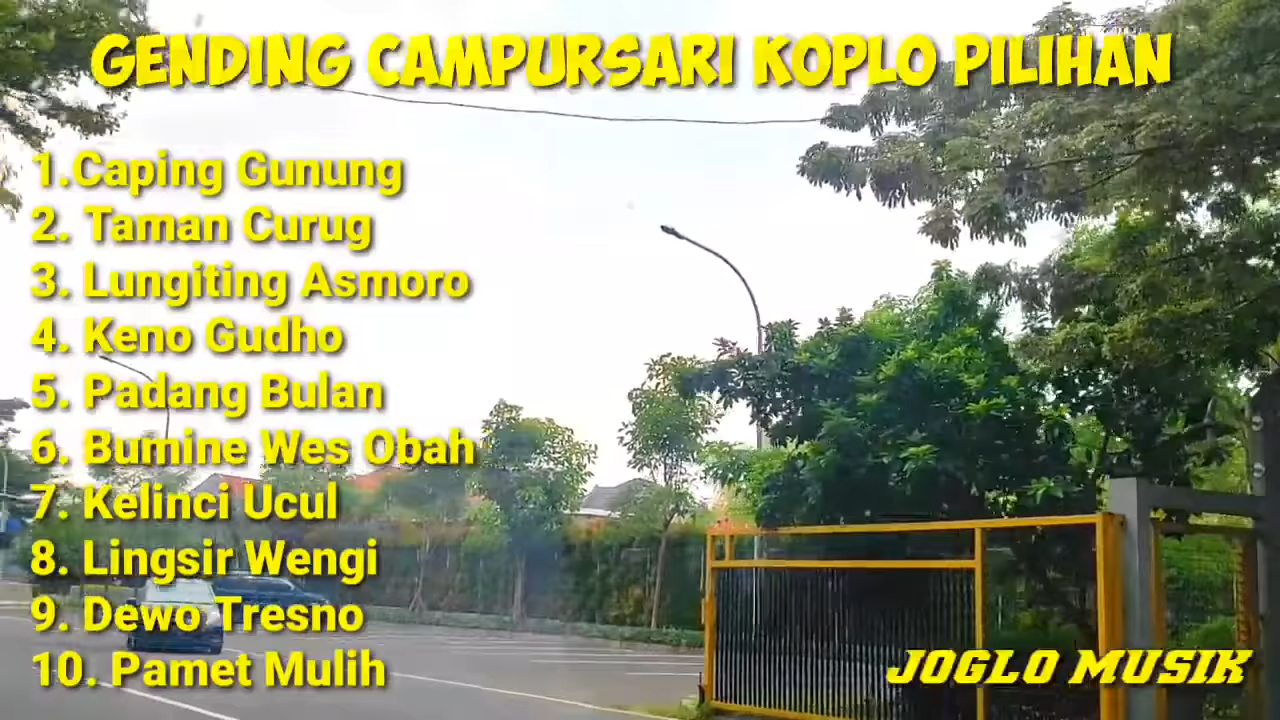 GENDING CAMPURSARI KOPLO PILIHAN
1.Caping Gunung
2. Taman Curug
3. Lungiting Asmoro
4. Keno Gudho
5. Padang Bulan
6. Bumine Wes Obah
7. Kelinci Ucul
8. Lingsir Wengi
9. Dewo Tresno
10. Pamet Mulih
JOGLO MUSIK